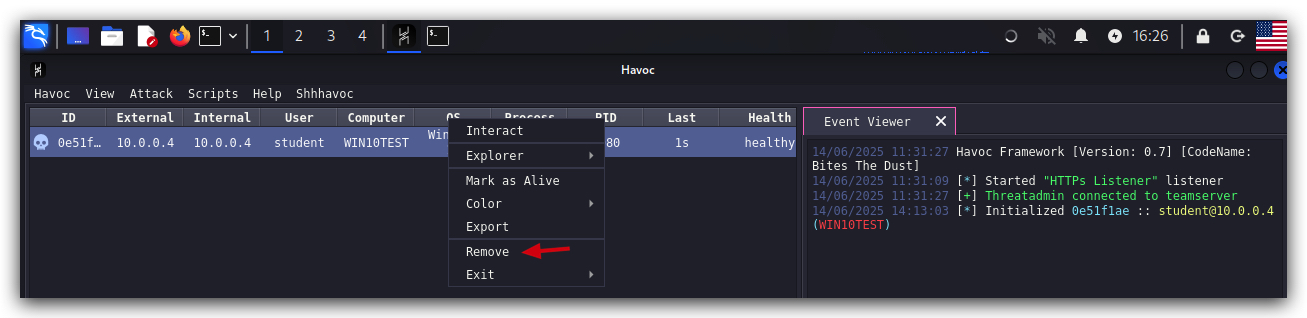 1 2 3 4 16:26
Havoc
Havoc View Attack Scripts Help Shhhavoc
ID External Internal User Computer OS Process PID Last Health
0e51f… 10.0.0.4 10.0.0.4 student WIN10TEST 80 1s healthy
Interact
Explorer
Mark as Alive
Color
Export
Remove
Exit
Event Viewer
14/06/2025 11:31:27 Havoc Framework [Version: 0.7] [CodeName:
Bites The Dust]
14/06/2025 11:31:09 [*] Started "HTTPs Listener" listener
14/06/2025 11:31:27 [+] Threatadmin connected to teamserver
14/06/2025 14:13:03 [*] Initialized 0e51f1ae :: student@10.0.0.4
(WIN10TEST)